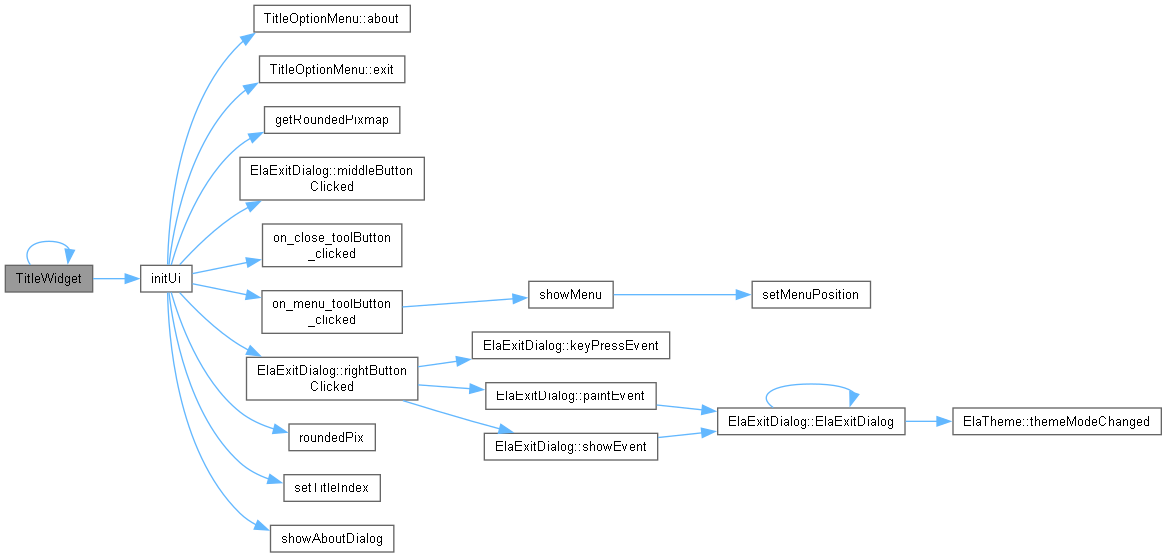 TitleOptionMenu::about
TitleOptionMenu::exit
getRoundedPixmap
ElaExitDialog::middleButton
Clicked
on_close_toolButton
_clicked
TitleWidget
initUi
on_menu_toolButton
_clicked
showMenu
setMenuPosition
ElaExitDialog::rightButton
Clicked
ElaExitDialog::keyPressEvent
ElaExitDialog::paintEvent
ElaExitDialog::ElaExitDialog
ElaTheme::themeModeChanged
roundedPix
ElaExitDialog::showEvent
setTitleIndex
showAboutDialog